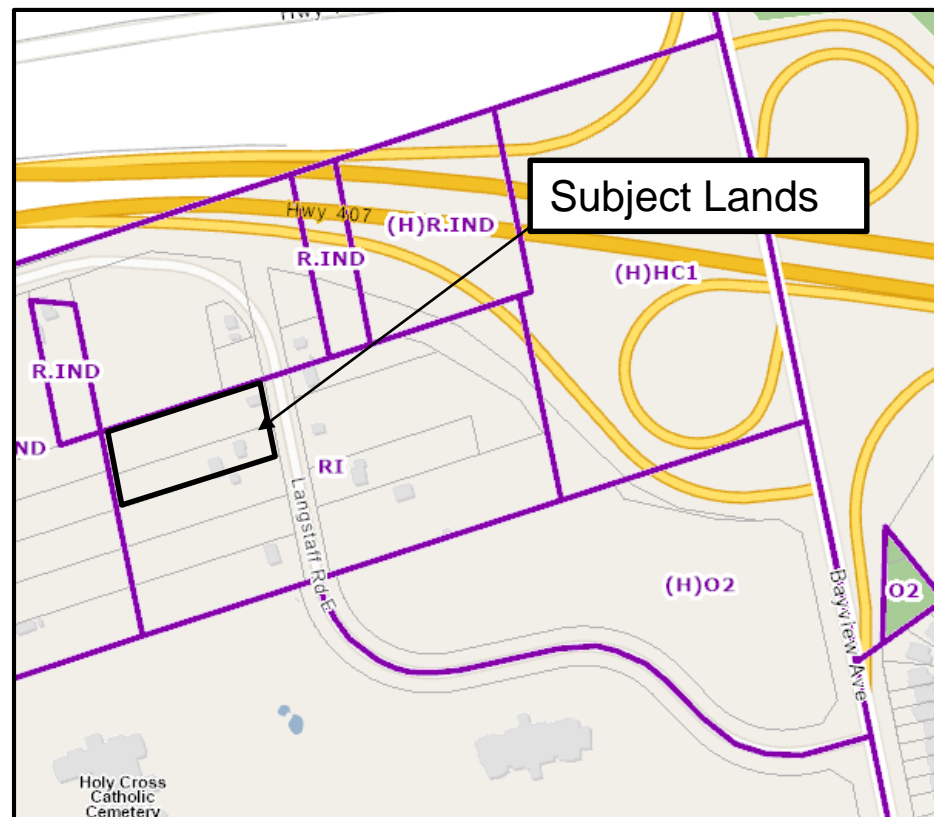 Hwy
Subject Lands
Hwy 407
(H)R.IND
R.IND
(H)HC1
R.IND
ND
RI
Langstaff Rd E
(H)O2
O2
Bayview Ave
Holy Cross
Catholic
Cemetery